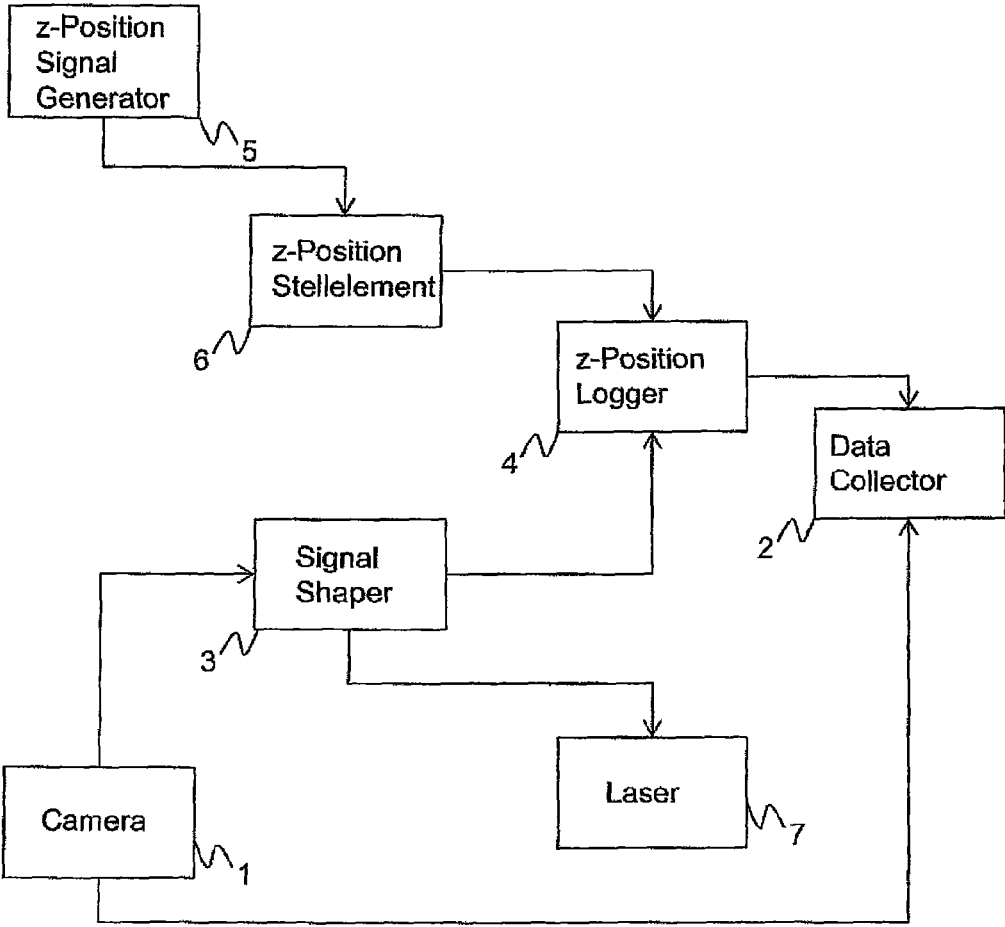 z-Position
Signal
Generator
5
z-Position
Stellelement
6
z-Position
Logger
4
Data
Collector
2
Signal
Shaper
3
Laser
7
Camera
1